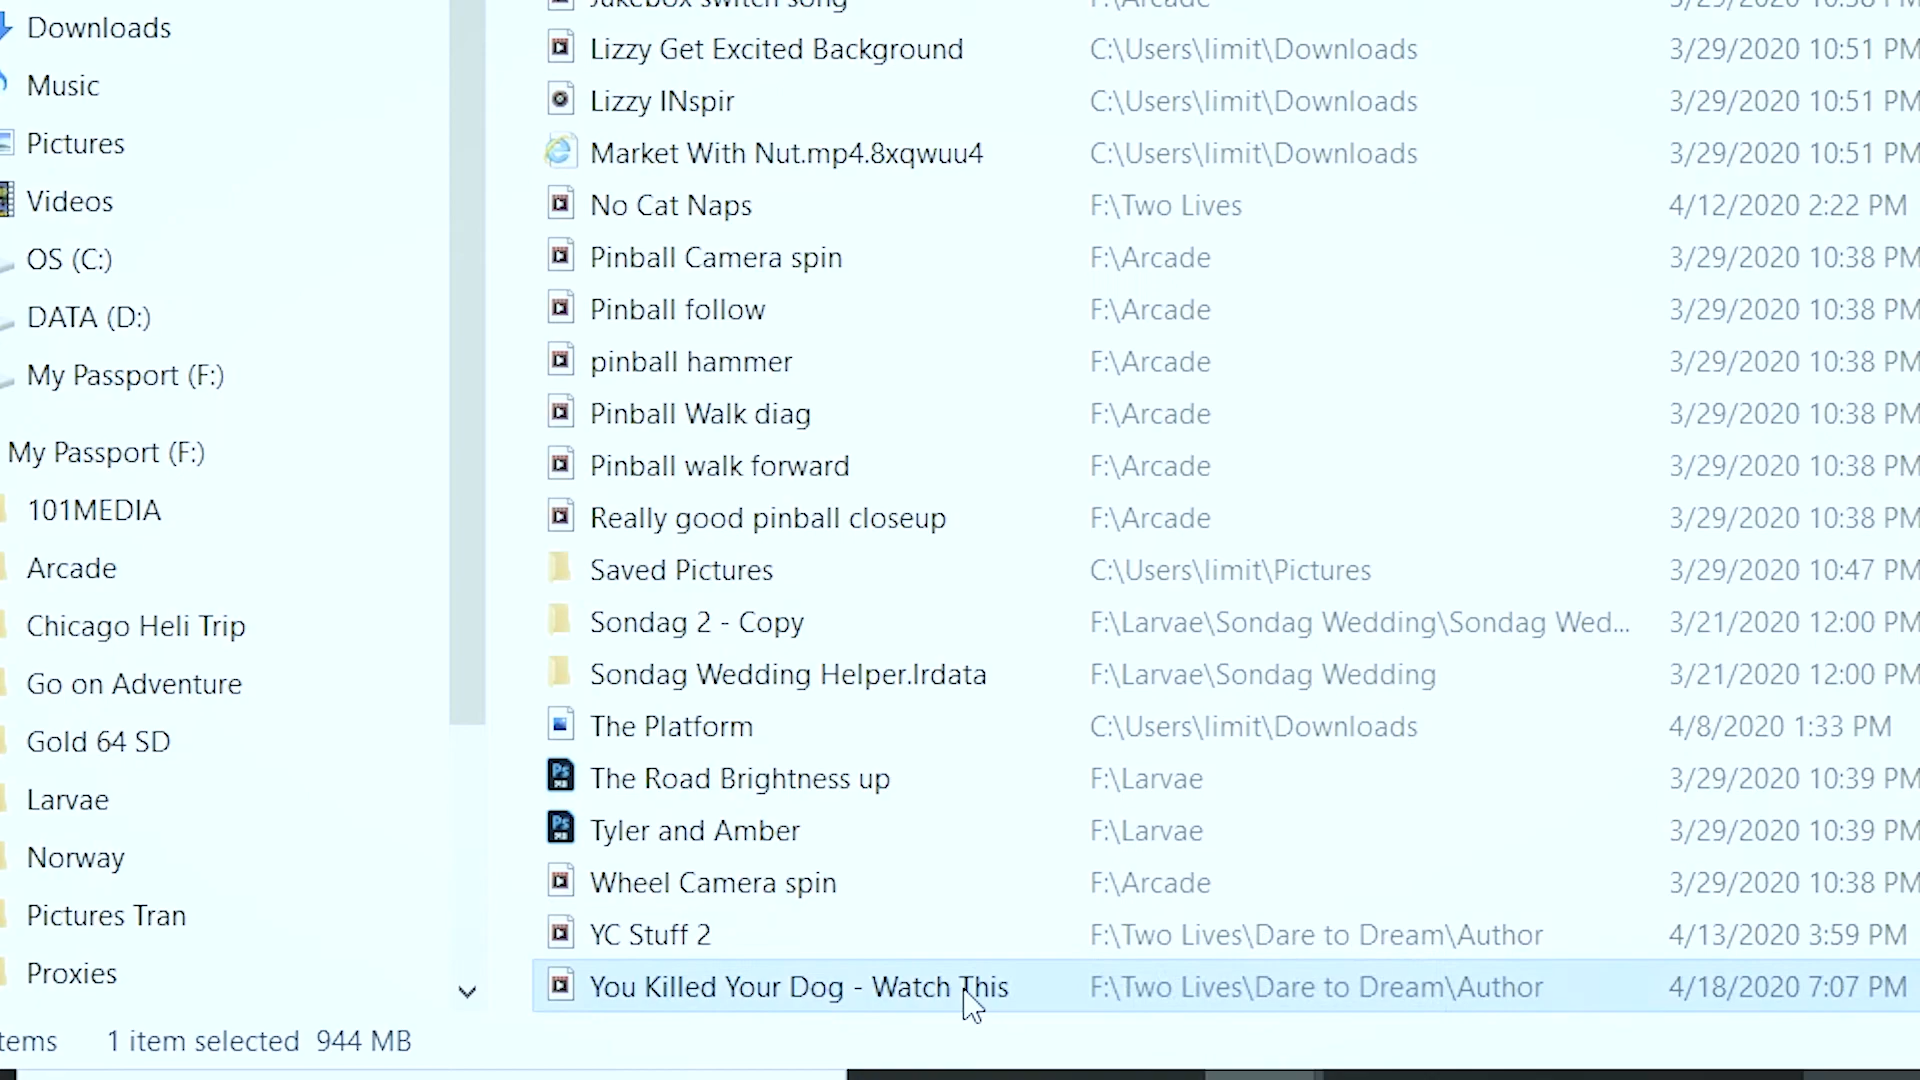 Downloads
Music
Pictures
Videos
OS (C:)
DATA (D:)
My Passport (F:)
My Passport (F:)
101MEDIA
Arcade
Chicago Heli Trip
Go on Adventure
Gold 64 SD
Larvae
Norway
Pictures Tran
Proxies
Jukebox switch song F:\Arcade 3/29/2020 10:38 PM
Lizzy Get Excited Background C:\Users\limit\Downloads 3/29/2020 10:51 PM
Lizzy INspir C:\Users\limit\Downloads 3/29/2020 10:51 PM
Market With Nut.mp4.8xqwuu4 C:\Users\limit\Downloads 3/29/2020 10:51 PM
No Cat Naps F:\Two Lives 4/12/2020 2:22 PM
Pinball Camera spin F:\Arcade 3/29/2020 10:38 PM
Pinball follow F:\Arcade 3/29/2020 10:38 PM
pinball hammer F:\Arcade 3/29/2020 10:38 PM
Pinball Walk diag F:\Arcade 3/29/2020 10:38 PM
Pinball walk forward F:\Arcade 3/29/2020 10:38 PM
Really good pinball closeup F:\Arcade 3/29/2020 10:38 PM
Saved Pictures C:\Users\limit\Pictures 3/29/2020 10:47 PM
Sondag 2 - Copy F:\Larvae\Sondag Wedding\Sondag Wed... 3/21/2020 12:00 PM
Sondag Wedding Helper.lrdata F:\Larvae\Sondag Wedding 3/21/2020 12:00 PM
The Platform C:\Users\limit\Downloads 4/8/2020 1:33 PM
The Road Brightness up F:\Larvae 3/29/2020 10:39 PM
Tyler and Amber F:\Larvae 3/29/2020 10:39 PM
Wheel Camera spin F:\Arcade 3/29/2020 10:38 PM
YC Stuff 2 F:\Two Lives\Dare to Dream\Author 4/13/2020 3:59 PM
You Killed Your Dog - Watch This F:\Two Lives\Dare to Dream\Author 4/18/2020 7:07 PM
tems 1 item selected 944 MB